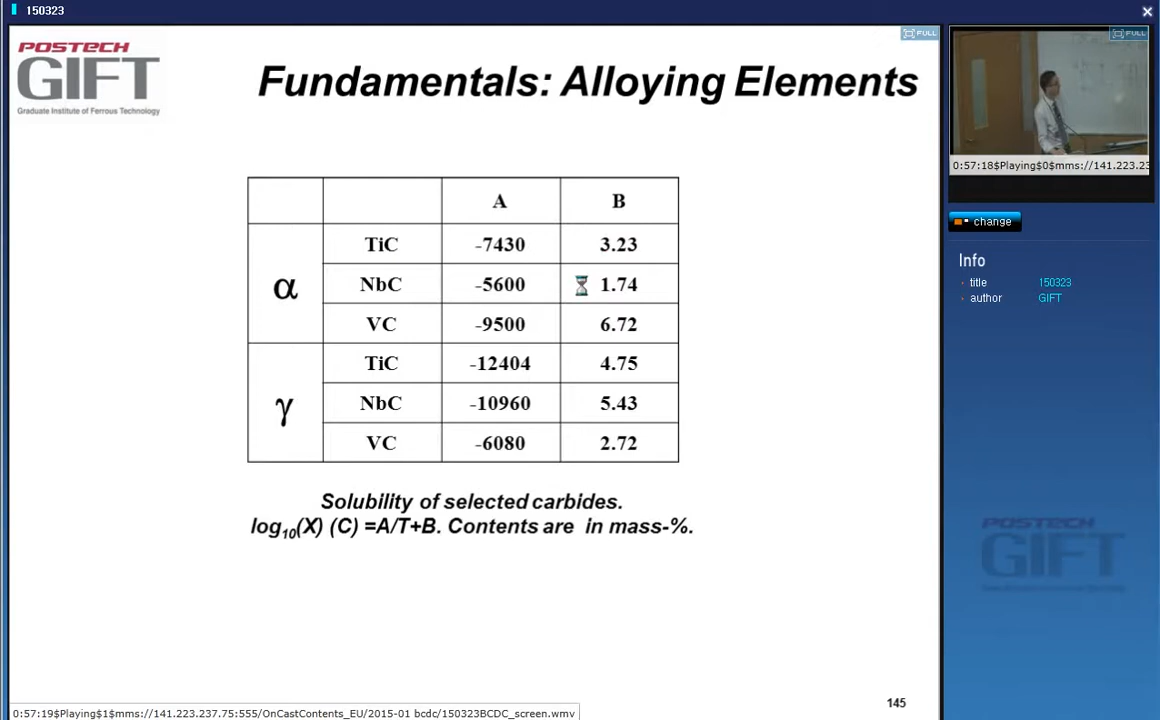 150323
POSTECH
GIFT
Graduate Institute of Ferrous Technology
Fundamentals: Alloying Elements
A B
α
TiC -7430 3.23
NbC -5600 1.74
VC -9500 6.72
γ
TiC -12404 4.75
NbC -10960 5.43
VC -6080 2.72
Solubility of selected carbides.
log10(X) (C) =A/T+B. Contents are in mass-%.
145
0:57:19$Playing$1$mms://141.223.237.75:555/OnCastContents_EU/2015-01 bcdc/150323BCDC_screen.wmv
FULL
FULL
0:57:18$Playing$0$mms://141.223.23
change
Info
title 150323
author GIFT
POSTECH
GIFT